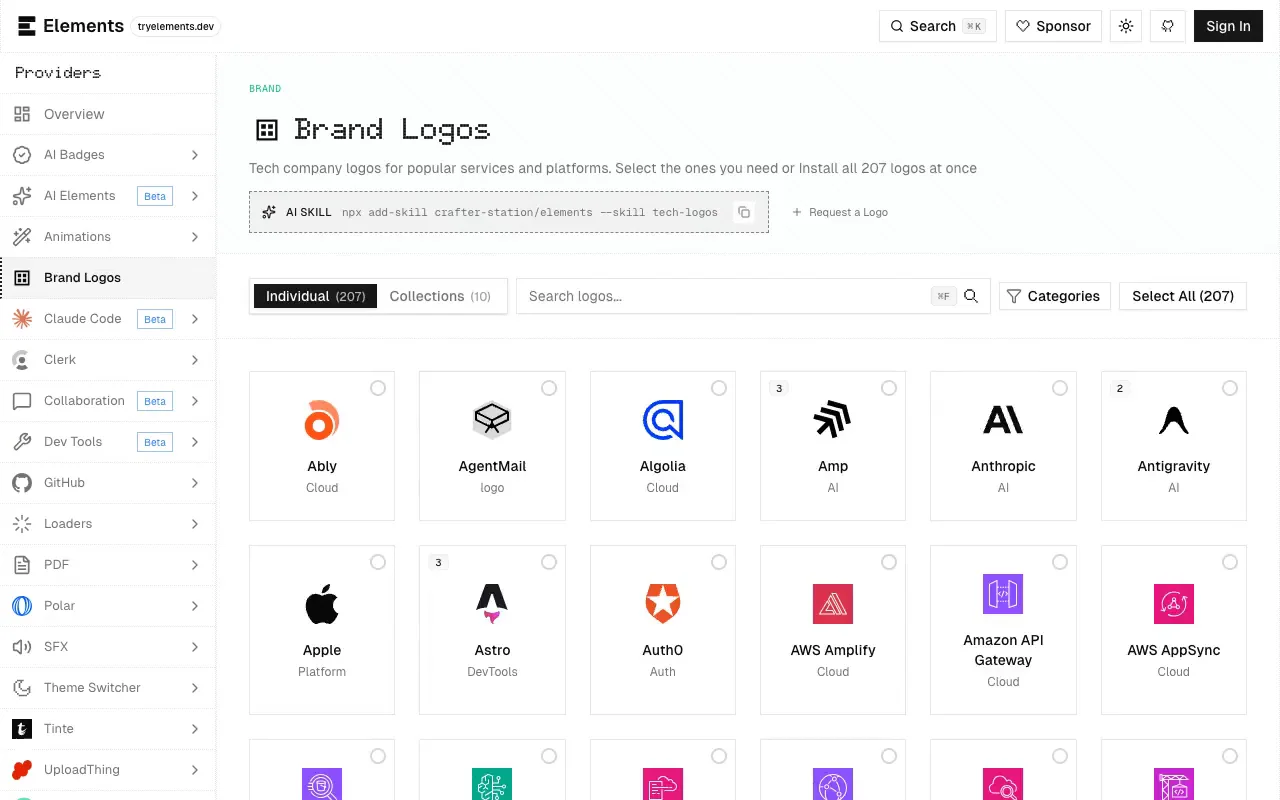 Elements tryelements.dev
Search ⌘K
Sponsor
Sign In
Providers
Overview
AI Badges
AI Elements Beta
Animations
Brand Logos
Claude Code Beta
Clerk
Collaboration Beta
Dev Tools Beta
GitHub
Loaders
PDF
Polar
SFX
Theme Switcher
Tinte
UploadThing
BRAND
Brand Logos
Tech company logos for popular services and platforms. Select the ones you need or Install all 207 logos at once
AI SKILL npx add-skill crafter-station/elements --skill tech-logos
+ Request a Logo
Individual (207)
Collections (10)
Search logos... ⌘F
Categories
Select All (207)
Ably
Cloud
AgentMail
logo
Algolia
Cloud
3
Amp
AI
Anthropic
AI
2
Antigravity
AI
Apple
Platform
3
Astro
DevTools
Auth0
Auth
AWS Amplify
Cloud
Amazon API
Gateway
Cloud
AWS AppSync
Cloud